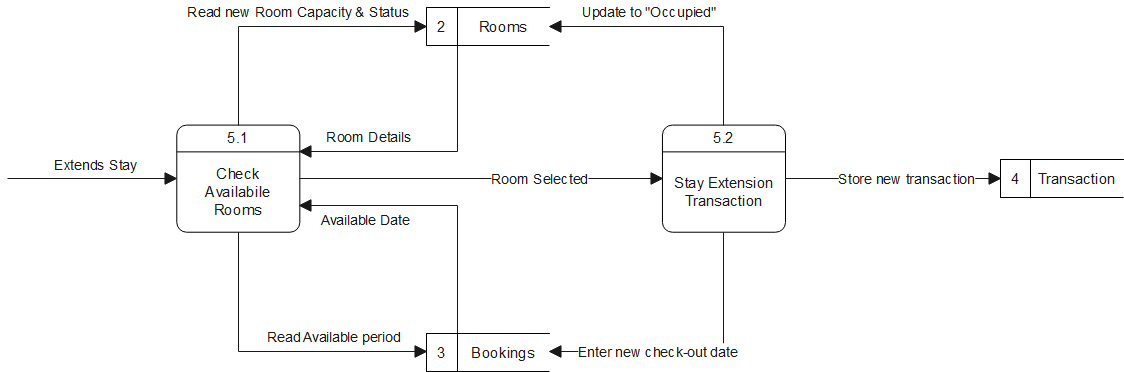 Read new Room Capacity & Status
2
Rooms
Update to "Occupied"
Room Details
5.1
Check
Availabile
Rooms
Extends Stay
Room Selected
5.2
Stay Extension
Transaction
Store new transaction
4
Transaction
Available Date
Read Available period
3
Bookings
Enter new check-out date